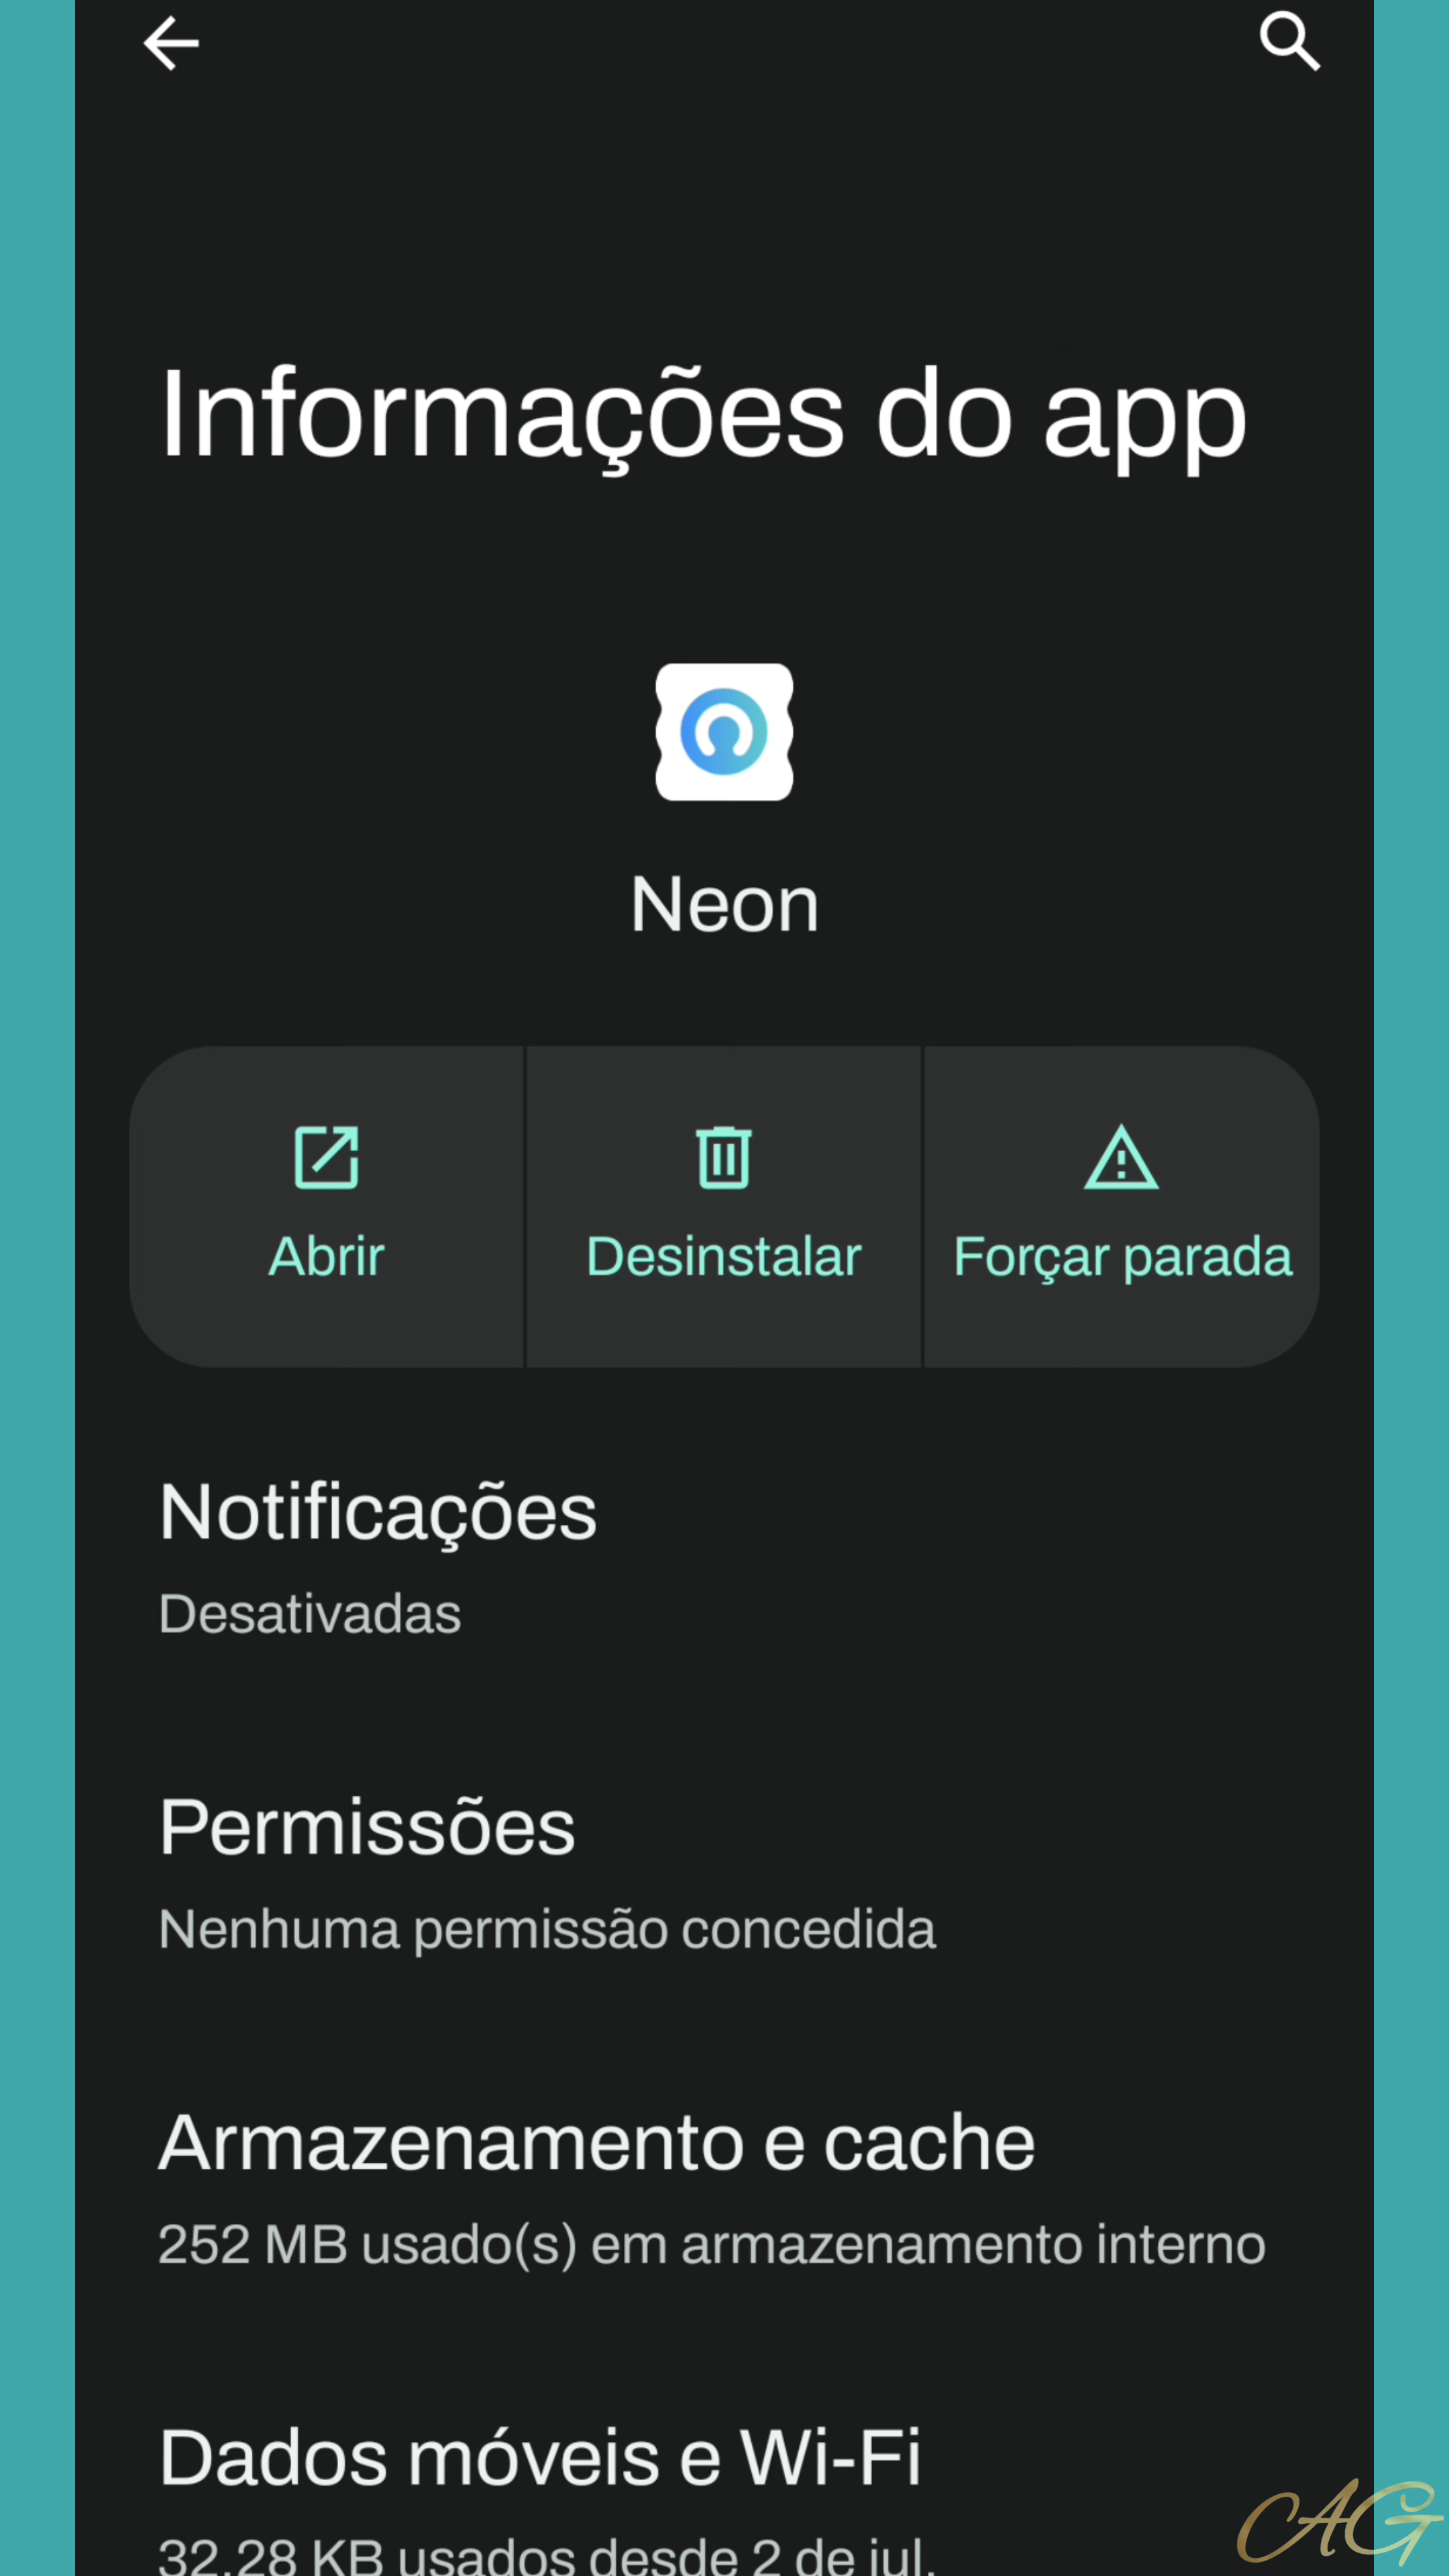 Informações do app
Neon
Abrir
Desinstalar
Forçar parada
Notificações
Desativadas
Permissões
Nenhuma permissão concedida
Armazenamento e cache
252 MB usado(s) em armazenamento interno
Dados móveis e Wi-Fi
32,28 KB usados desde 2 de jul.
CAG